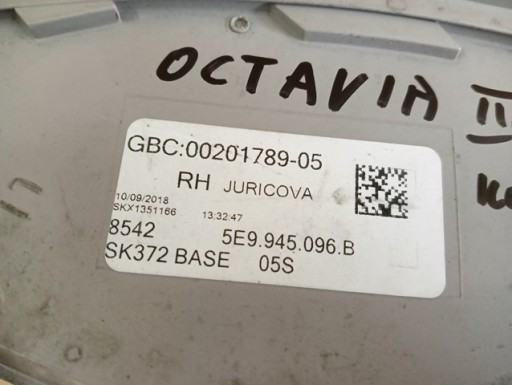 OCTAVIA II
GBC:00201789-05
RH JURICOVA
10/09/2018
SKX1351166 13:32:47
8542 5E9.945.096.B
SK372 BASE 05S